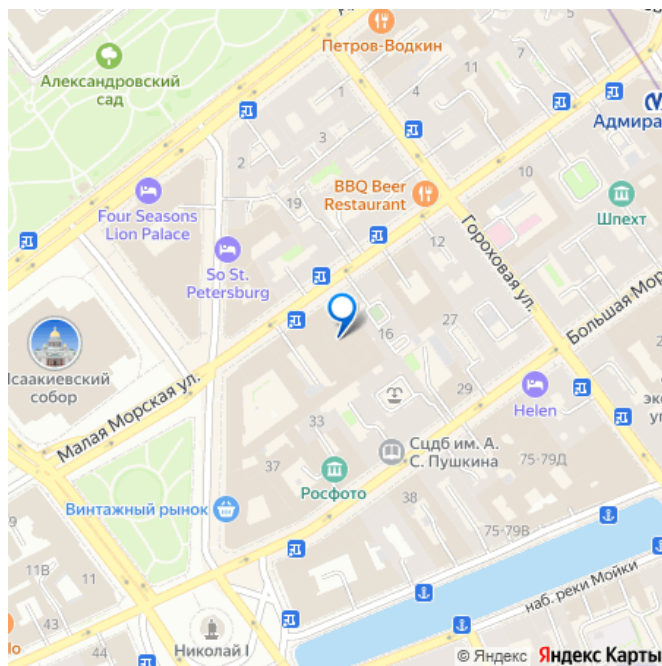 Петров-Водкин
Александровский
сад
5
11
7
3
1
4
Адмира
2
10
BBQ Beer
Restaurant
19
Four Seasons
Lion Palace
Шпехт
Гороховая ул.
12
So St.
Petersburg
Большая Мор
16
27
Исаакиевский
собор
Малая Морская ул.
29
Helen
33
Сцдб им. А.
С. Пушкина
37
75-79Д
Росфото
38
Винтажный рынок
75-79В
11В
11
наб. реки Мойки
43
44
Николай I
© Яндекс Яндекс Карты